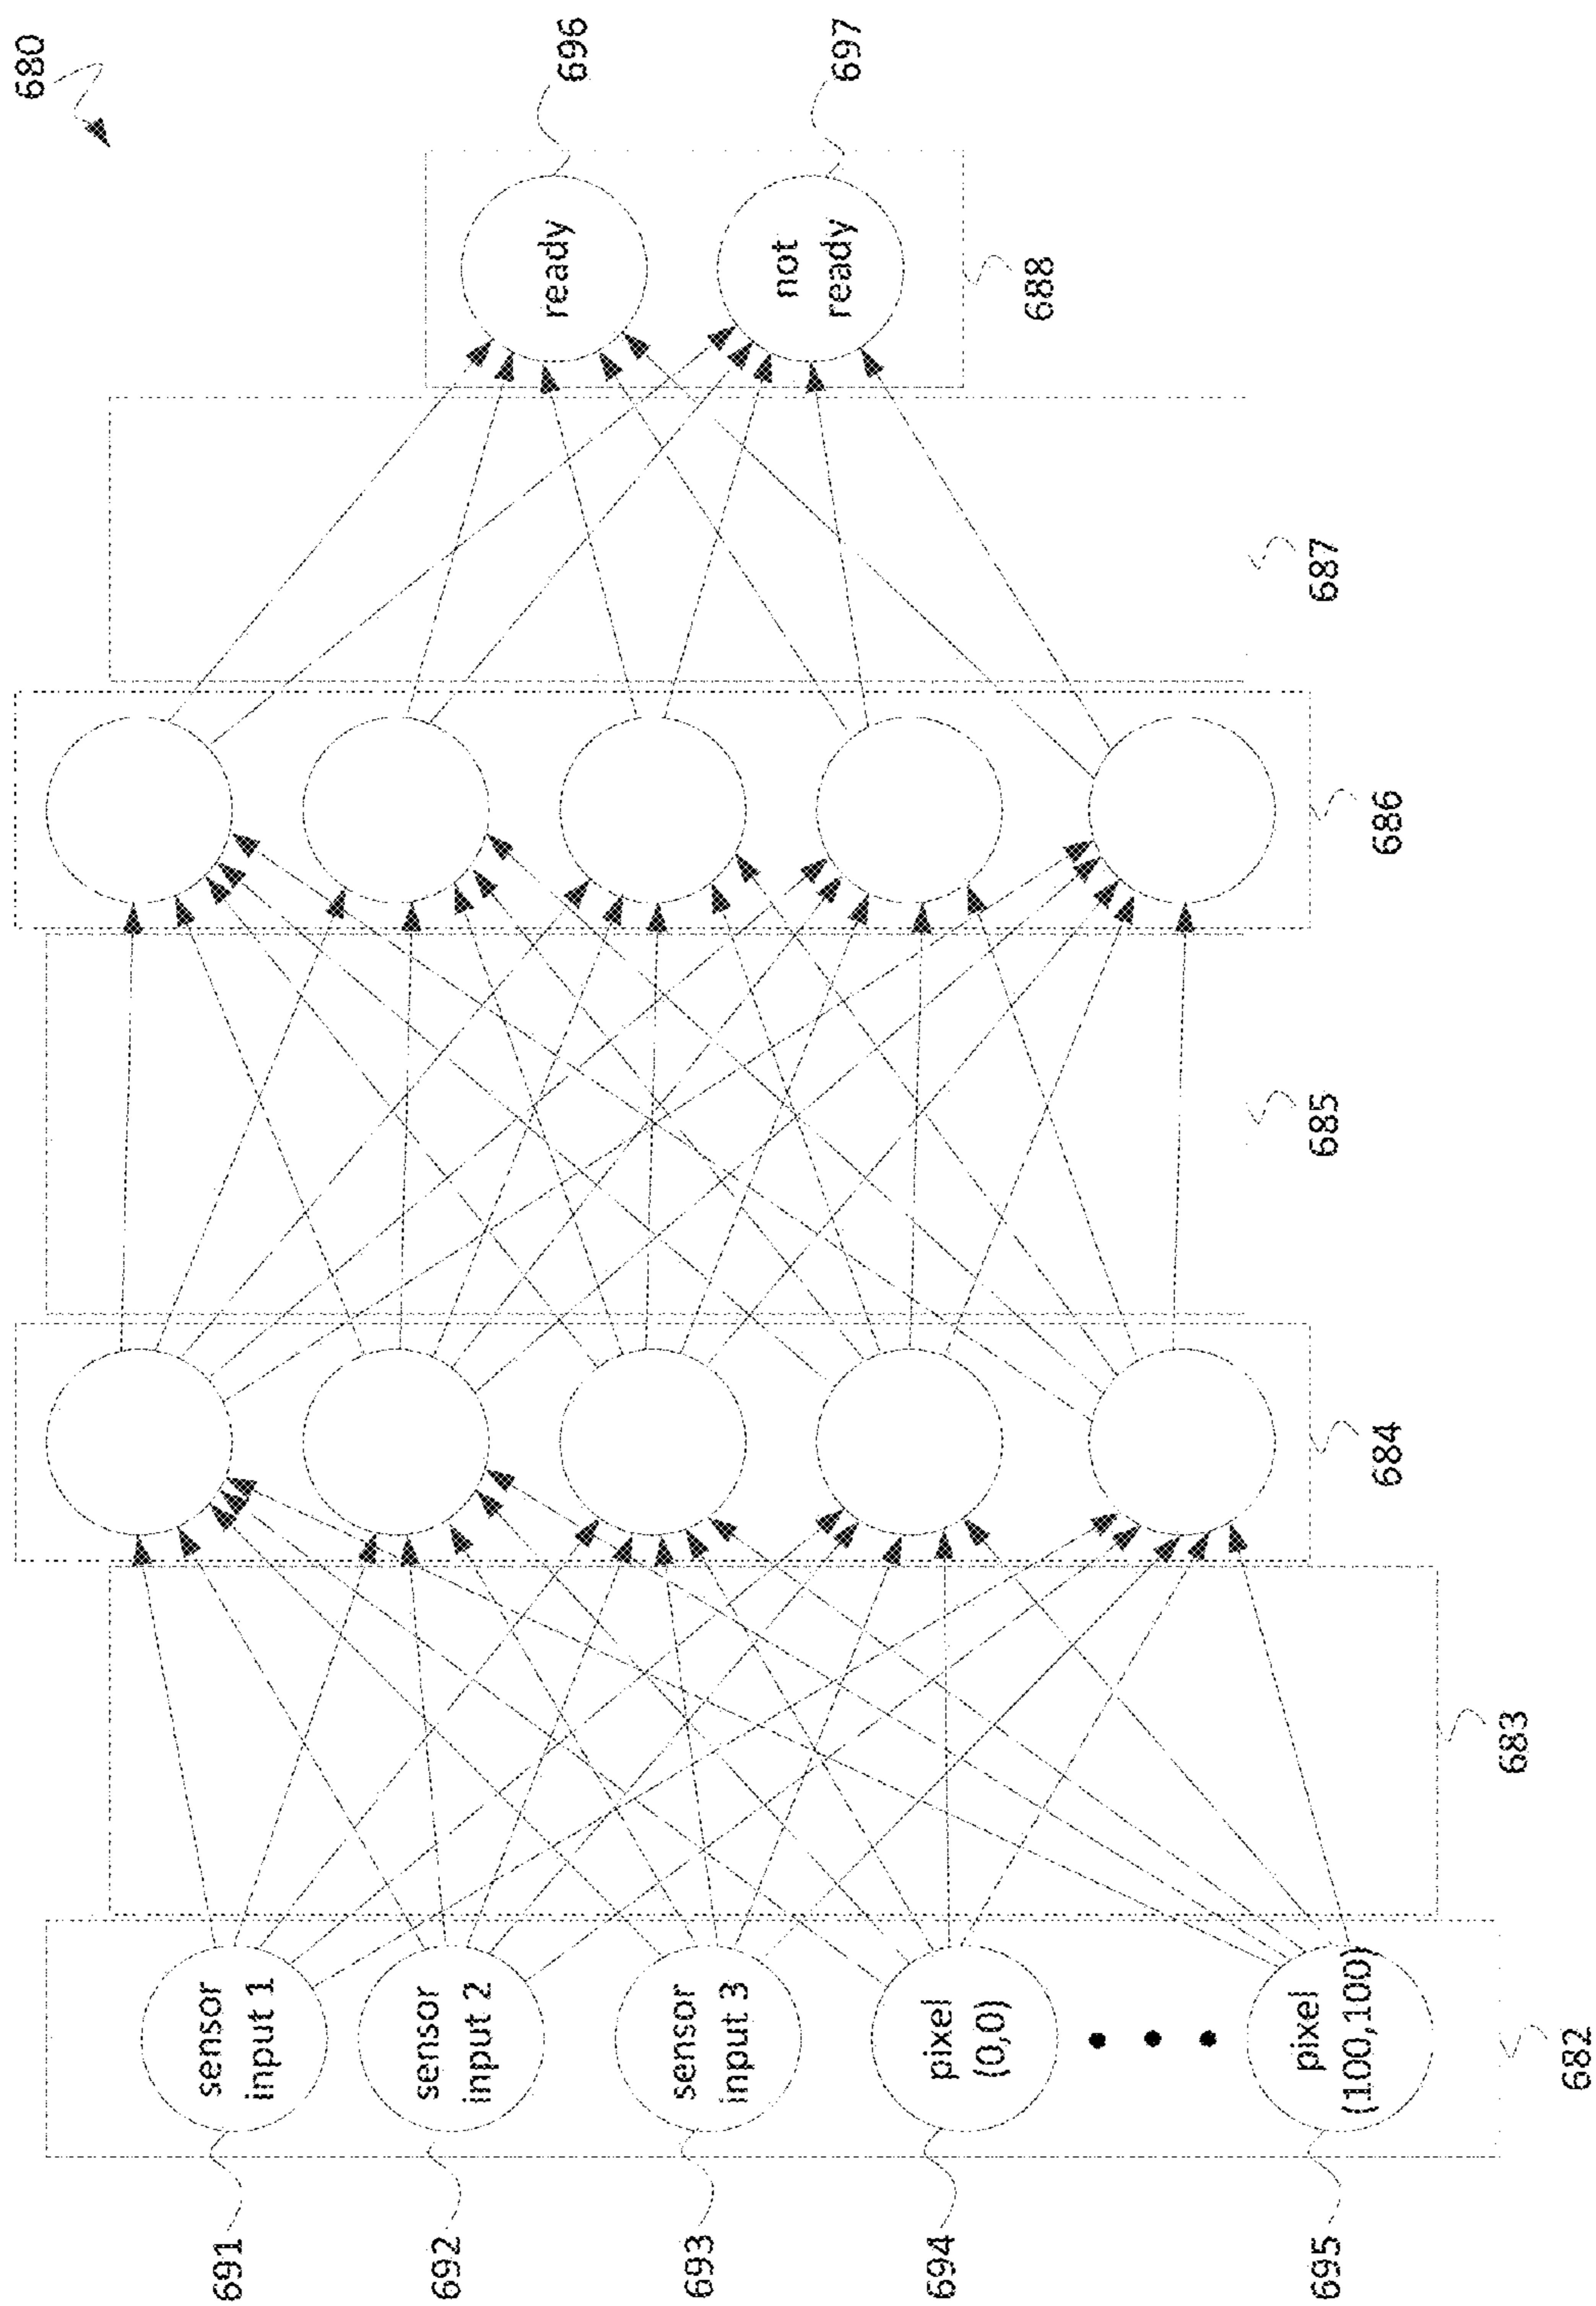 680
691
sensor
input 1
692
sensor
input 2
693
sensor
input 3
694
pixel
(0,0)
695
pixel
(100,100)
682
683
684
685
686
687
688
ready
696
not
ready
697